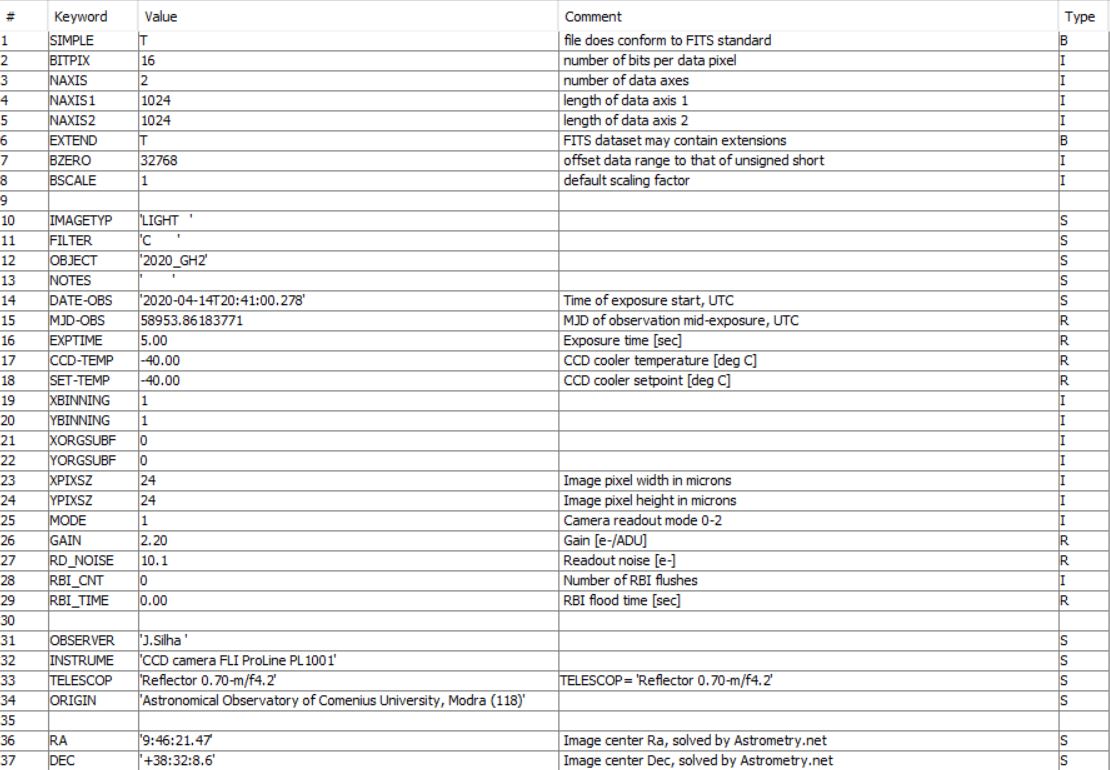 # Keyword Value Comment Type
1 SIMPLE T file does conform to FITS standard B
2 BITPIX 16 number of bits per data pixel I
3 NAXIS 2 number of data axes I
4 NAXIS1 1024 length of data axis 1 I
5 NAXIS2 1024 length of data axis 2 I
6 EXTEND T FITS dataset may contain extensions B
7 BZERO 32768 offset data range to that of unsigned short I
8 BSCALE 1 default scaling factor I
9
10 IMAGETYP 'LIGHT ' S
11 FILTER 'C ' S
12 OBJECT '2020_GH2' S
13 NOTES ' ' S
14 DATE-OBS '2020-04-14T20:41:00.278' Time of exposure start, UTC S
15 MJD-OBS 58953.86183771 MJD of observation mid-exposure, UTC R
16 EXPTIME 5.00 Exposure time [sec] R
17 CCD-TEMP -40.00 CCD cooler temperature [deg C] R
18 SET-TEMP -40.00 CCD cooler setpoint [deg C] R
19 XBINNING 1 I
20 YBINNING 1 I
21 XORGSUBF 0 I
22 YORGSUBF 0 I
23 XPIXSZ 24 Image pixel width in microns I
24 YPIXSZ 24 Image pixel height in microns I
25 MODE 1 Camera readout mode 0-2 I
26 GAIN 2.20 Gain [e-/ADU] R
27 RD_NOISE 10.1 Readout noise [e-] R
28 RBI_CNT 0 Number of RBI flushes I
29 RBI_TIME 0.00 RBI flood time [sec] R
30
31 OBSERVER 'J.Silha ' S
32 INSTRUME 'CCD camera FLI ProLine PL1001' S
33 TELESCOP 'Reflector 0.70-m/f4.2' TELESCOP= 'Reflector 0.70-m/f4.2' S
34 ORIGIN 'Astronomical Observatory of Comenius University, Modra (118)' S
35
36 RA '9:46:21.47' Image center Ra, solved by Astrometry.net S
37 DEC '+38:32:8.6' Image center Dec, solved by Astrometry.net S